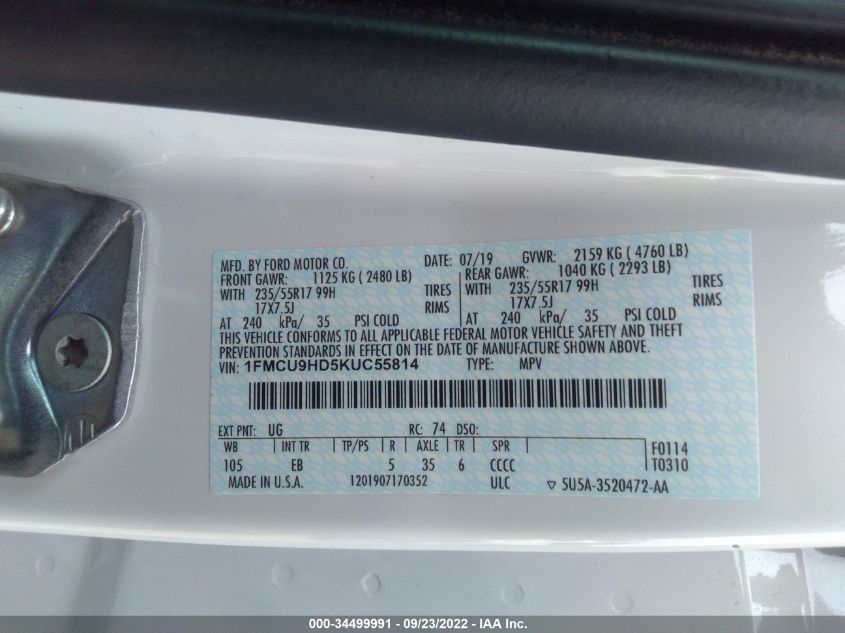 MFD. BY FORD MOTOR CO. DATE: 07/19 GVWR: 2159 KG ( 4760 LB)
FRONT GAWR: 1125 KG ( 2480 LB) REAR GAWR: 1040 KG ( 2293 LB)
WITH 235/55R17 99H TIRES WITH 235/55R17 99H TIRES
17X7.5J RIMS 17X7.5J RIMS
AT 240 kPa/ 35 PSI COLD AT 240 kPa/ 35 PSI COLD
THIS VEHICLE CONFORMS TO ALL APPLICABLE FEDERAL MOTOR VEHICLE SAFETY AND THEFT
PREVENTION STANDARDS IN EFFECT ON THE DATE OF MANUFACTURE SHOWN ABOVE.
VIN: 1FMCU9HD5KUC55814 TYPE: MPV
EXT PNT: UG RC: 74 DSO:
WB INT TR TP/PS R AXLE TR SPR F0114
105 EB 5 35 6 CCCC T0310
MADE IN U.S.A. 1201907170352 ULC ▽ 5U5A-3520472-AA
000-34499991 - 09/23/2022 - IAA Inc.